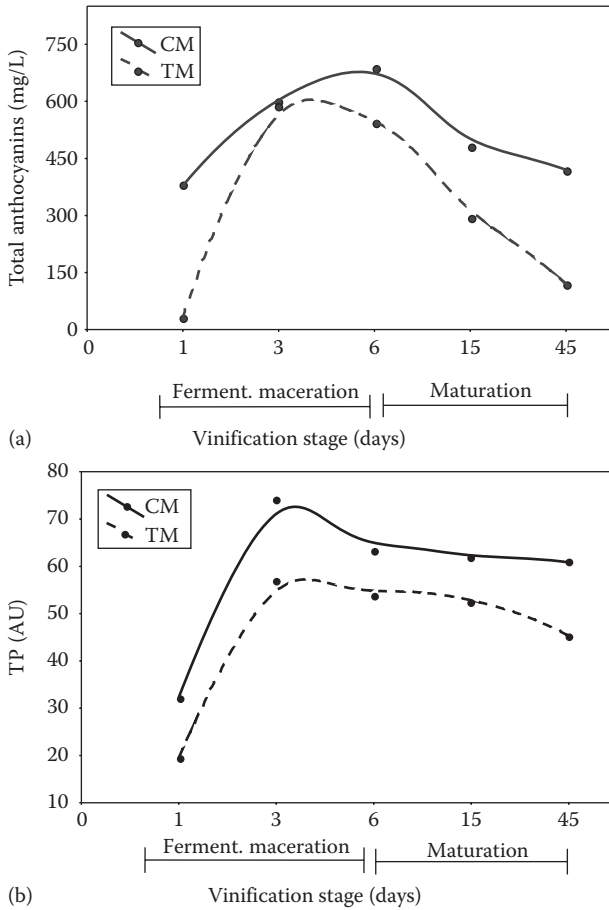 (a)
Total anthocyanins (mg/L)
750
600
450
300
150
0
CM
TM
0 1 3 6 15 45
Ferment. maceration Maturation
Vinification stage (days)
(b)
TP (AU)
80
70
60
50
40
30
20
10
CM
TM
0 1 3 6 15 45
Ferment. maceration Maturation
Vinification stage (days)